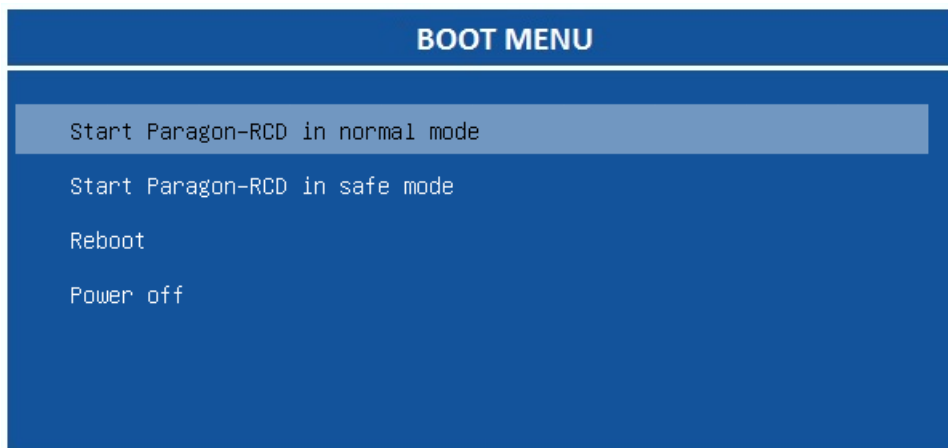 BOOT MENU
Start Paragon-RCD in normal mode
Start Paragon-RCD in safe mode
Reboot
Power off